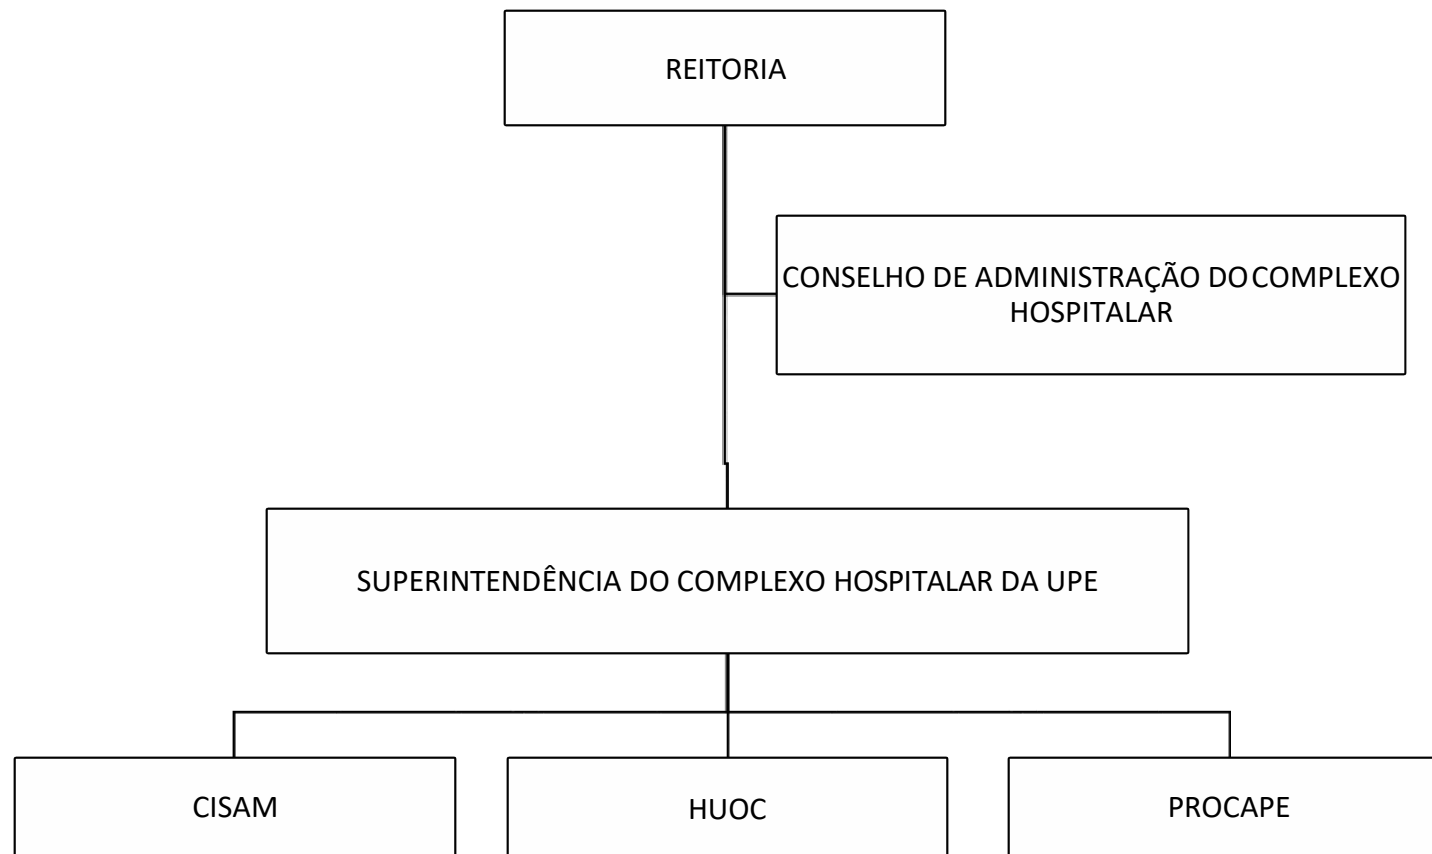 REITORIA
CONSELHO DE ADMINISTRAÇÃO DO COMPLEXO
HOSPITALAR
SUPERINTENDÊNCIA DO COMPLEXO HOSPITALAR DA UPE
CISAM
HUOC
PROCAPE